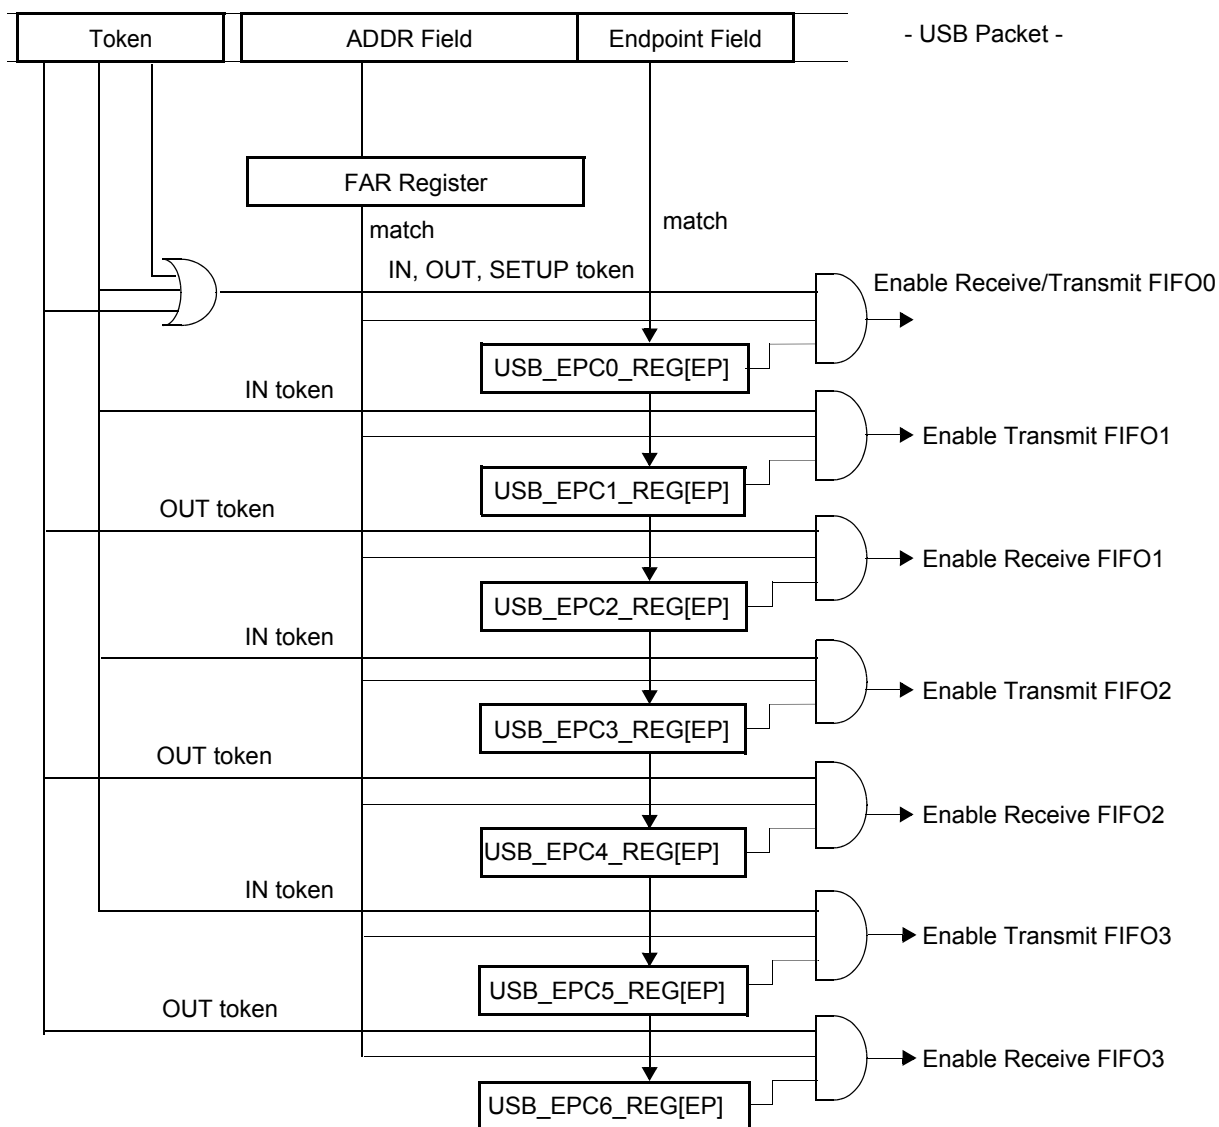 Token
ADDR Field
Endpoint Field
- USB Packet -
FAR Register
match
match
IN, OUT, SETUP token
Enable Receive/Transmit FIFO0
USB_EPC0_REG[EP]
IN token
Enable Transmit FIFO1
USB_EPC1_REG[EP]
OUT token
Enable Receive FIFO1
USB_EPC2_REG[EP]
IN token
Enable Transmit FIFO2
USB_EPC3_REG[EP]
OUT token
Enable Receive FIFO2
USB_EPC4_REG[EP]
IN token
Enable Transmit FIFO3
USB_EPC5_REG[EP]
OUT token
Enable Receive FIFO3
USB_EPC6_REG[EP]